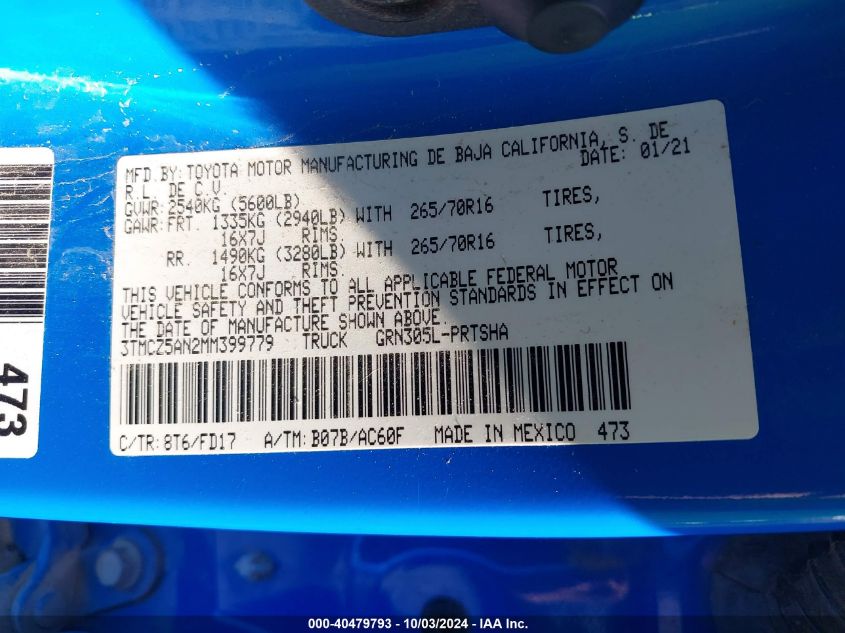 MFD.BY: TOYOTA MOTOR MANUFACTURING DE BAJA CALIFORNIA, S. DE
R.L. DE C.V. DATE: 01/21
GVWR: 2540KG (5600LB)
GAWR: FRT. 1335KG (2940LB) WITH 265/70R16 TIRES,
16X7J RIMS.
RR. 1490KG (3280LB) WITH 265/70R16 TIRES,
16X7J RIMS.
THIS VEHICLE CONFORMS TO ALL APPLICABLE FEDERAL MOTOR
VEHICLE SAFETY AND THEFT PREVENTION STANDARDS IN EFFECT ON
THE DATE OF MANUFACTURE SHOWN ABOVE.
3TMCZ5AN2MM399779 TRUCK GRN305L-PRTSHA
C/TR: 8T6/FD17 A/TM: B07B/AC60F MADE IN MEXICO 473
473
000-40479793 - 10/03/2024 - IAA Inc.